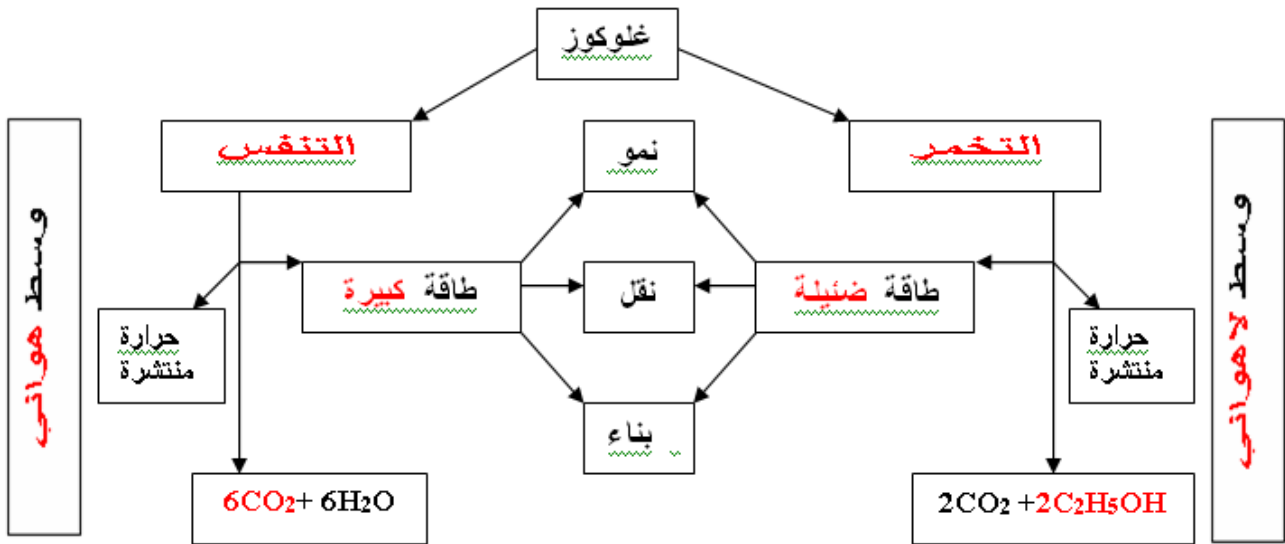 غلوكوز
التخمر
نمو
التنفس
وسط لاهوائي
وسط هوائي
طاقة ضئيلة
نقل
طاقة كبيرة
حرارة
منتشرة
حرارة
منتشرة
بناء
2CO₂ +2C₂H₅OH
6CO₂+ 6H₂O